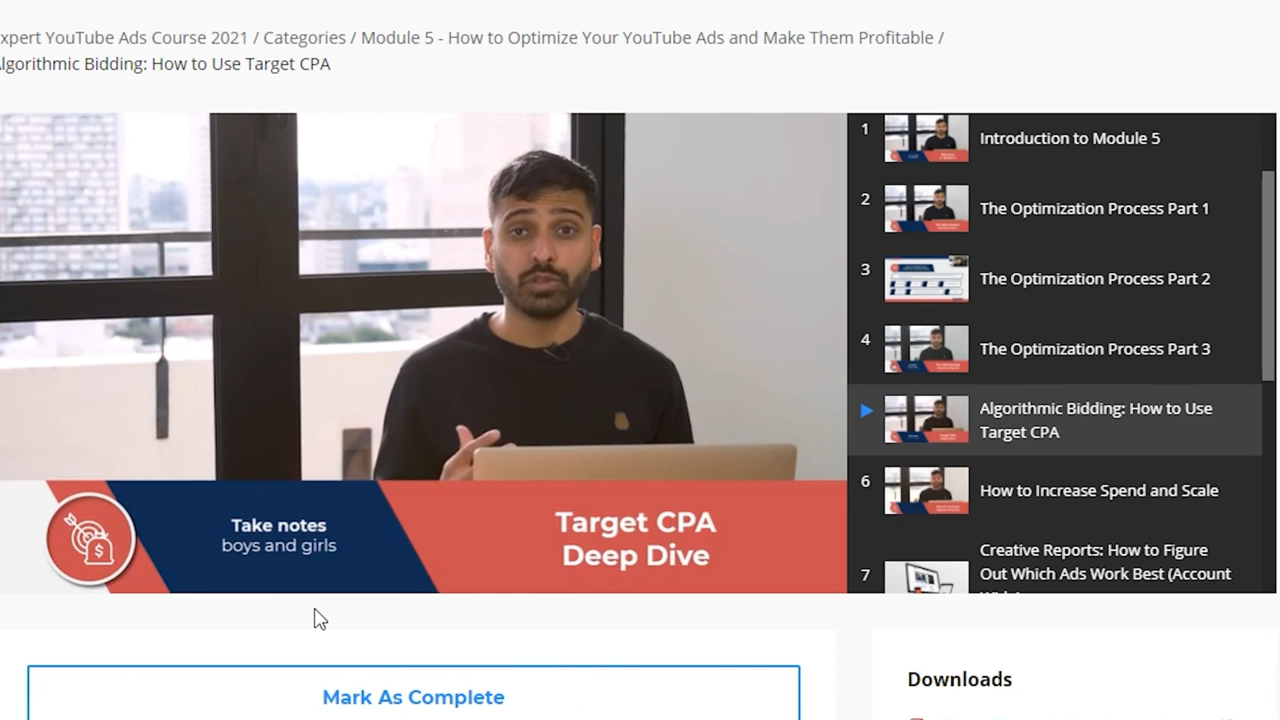 xpert YouTube Ads Course 2021 / Categories / Module 5 - How to Optimize Your YouTube Ads and Make Them Profitable /
lgorithmic Bidding: How to Use Target CPA
1
Introduction to Module 5
2
The Optimization Process Part 1
3
The Optimization Process Part 2
4
The Optimization Process Part 3
Algorithmic Bidding: How to Use
Target CPA
6
How to Increase Spend and Scale
7
Creative Reports: How to Figure
Out Which Ads Work Best (Account
Take notes
boys and girls
$
Target CPA
Deep Dive
Mark As Complete
Downloads